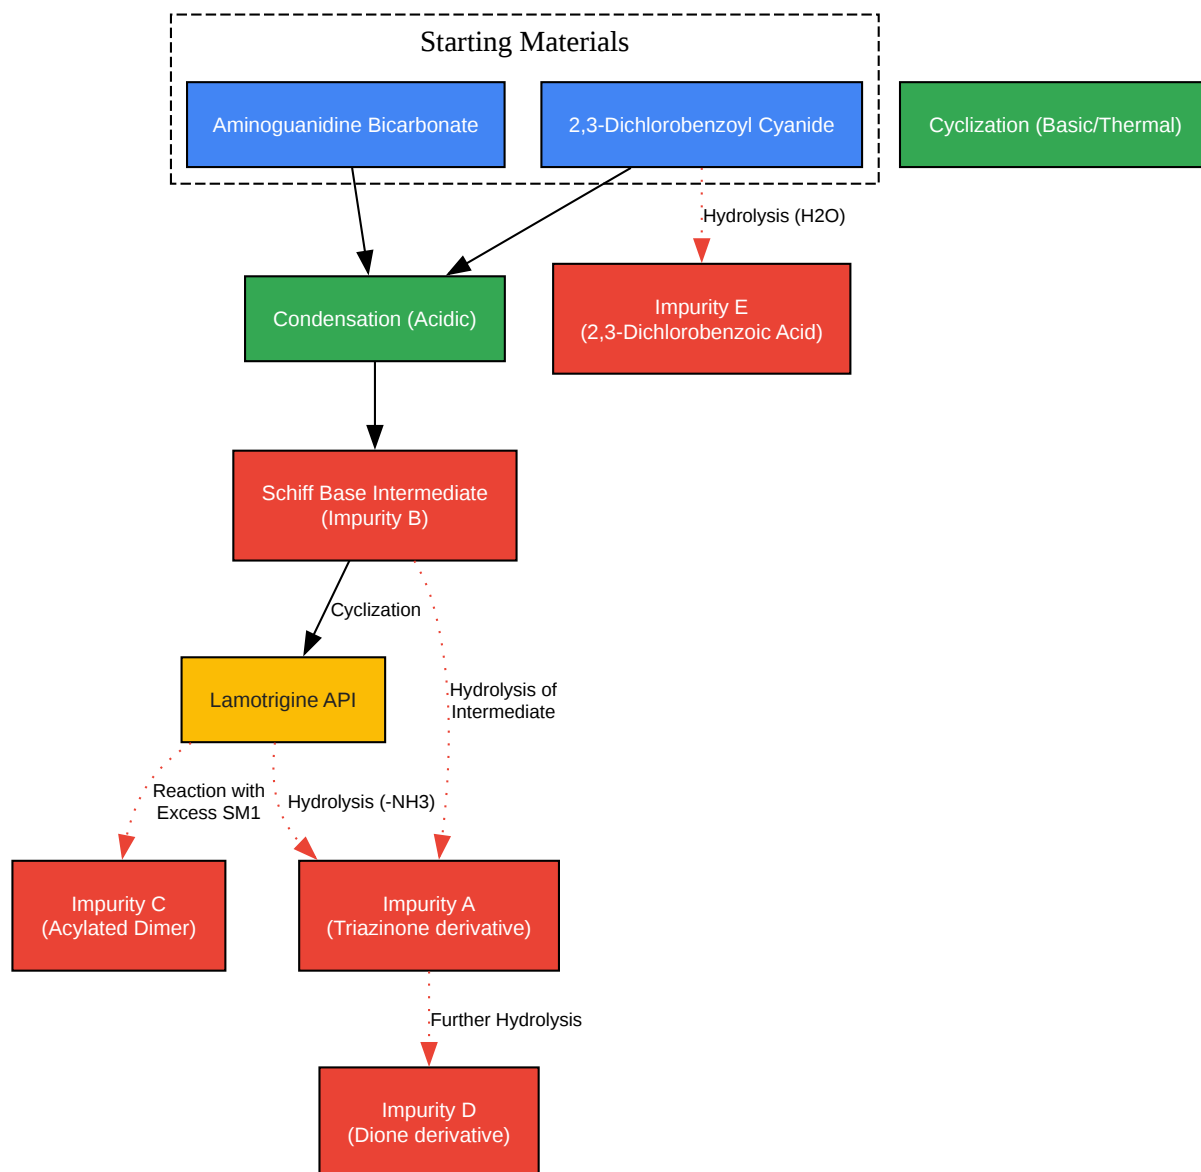 Starting Materials
Aminoguanidine Bicarbonate
2,3-Dichlorobenzoyl Cyanide
Cyclization (Basic/Thermal)
Hydrolysis (H2O)
Condensation (Acidic)
Impurity E
(2,3-Dichlorobenzoic Acid)
Schiff Base Intermediate
(Impurity B)
Cyclization
Lamotrigine API
Hydrolysis of
Intermediate
Reaction with
Excess SM1
Hydrolysis (-NH3)
Impurity C
(Acylated Dimer)
Impurity A
(Triazinone derivative)
Further Hydrolysis
Impurity D
(Dione derivative)